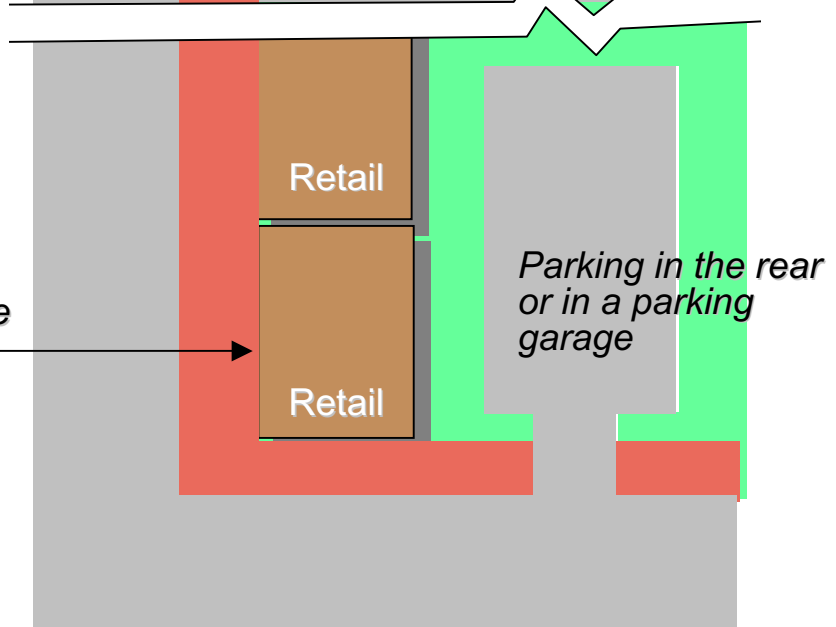 Retail
Parking in the rear
or in a parking
garage
Retail